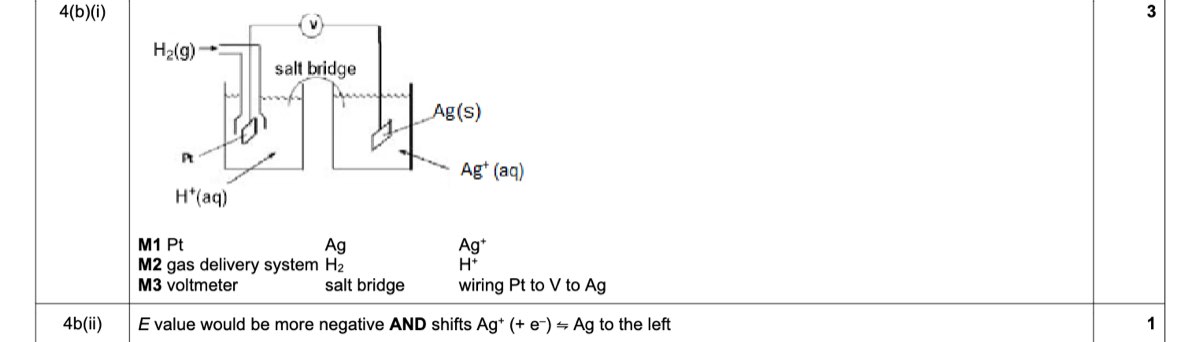 4(b)(i)
3
V
H₂(g)
salt bridge
Ag(s)
Pt
Ag⁺ (aq)
H⁺(aq)
M1 Pt Ag Ag⁺
M2 gas delivery system H₂ H⁺
M3 voltmeter salt bridge wiring Pt to V to Ag
4b(ii) E value would be more negative AND shifts Ag⁺ (+ e⁻) ⇋ Ag to the left 1